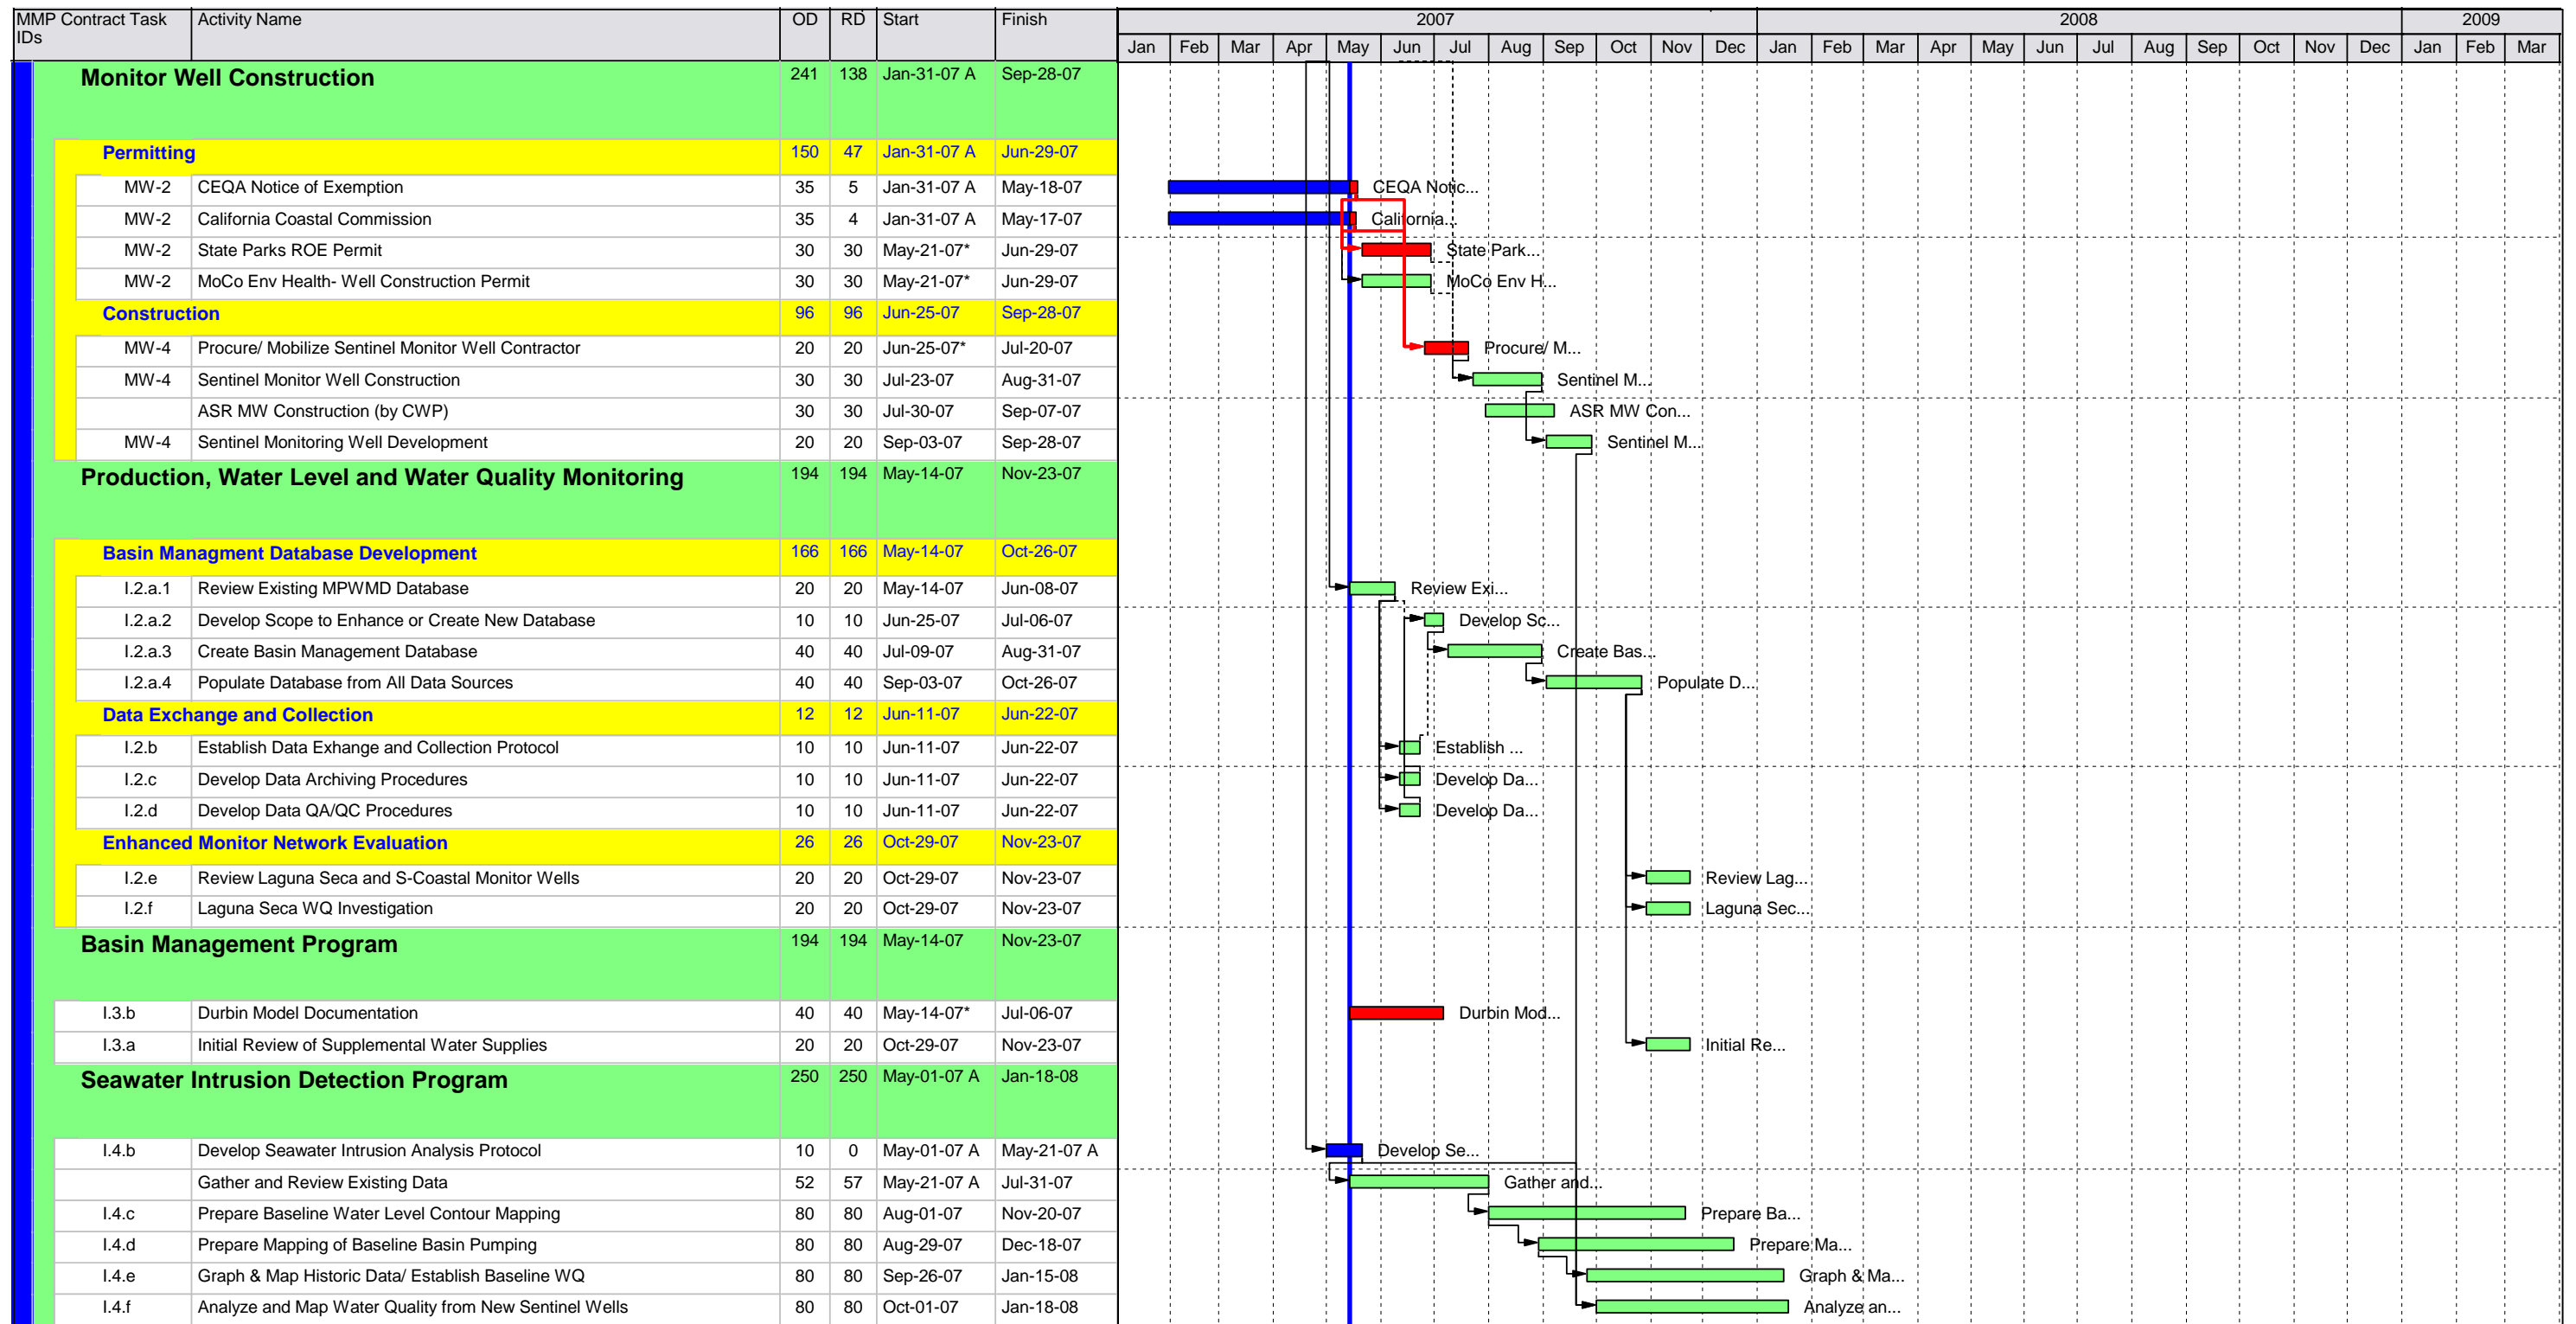 MMP Contract Task IDs Activity Name OD RD Start Finish 2007 2008 2009
Jan Feb Mar Apr May Jun Jul Aug Sep Oct Nov Dec Jan Feb Mar Apr May Jun Jul Aug Sep Oct Nov Dec Jan Feb Mar
Monitor Well Construction 241 138 Jan-31-07 A Sep-28-07
Permitting 150 47 Jan-31-07 A Jun-29-07
MW-2 CEQA Notice of Exemption 35 5 Jan-31-07 A May-18-07 CEQA Notic...
MW-2 California Coastal Commission 35 4 Jan-31-07 A May-17-07 California...
MW-2 State Parks ROE Permit 30 30 May-21-07* Jun-29-07 State Park...
MW-2 MoCo Env Health- Well Construction Permit 30 30 May-21-07* Jun-29-07 MoCo Env H...
Construction 96 96 Jun-25-07 Sep-28-07
MW-4 Procure/ Mobilize Sentinel Monitor Well Contractor 20 20 Jun-25-07* Jul-20-07 Procure/ M...
MW-4 Sentinel Monitor Well Construction 30 30 Jul-23-07 Aug-31-07 Sentinel M...
ASR MW Construction (by CWP) 30 30 Jul-30-07 Sep-07-07 ASR MW Con...
MW-4 Sentinel Monitoring Well Development 20 20 Sep-03-07 Sep-28-07 Sentinel M...
Production, Water Level and Water Quality Monitoring 194 194 May-14-07 Nov-23-07
Basin Managment Database Development 166 166 May-14-07 Oct-26-07
I.2.a.1 Review Existing MPWMD Database 20 20 May-14-07 Jun-08-07 Review Exi...
I.2.a.2 Develop Scope to Enhance or Create New Database 10 10 Jun-25-07 Jul-06-07 Develop Sc...
I.2.a.3 Create Basin Management Database 40 40 Jul-09-07 Aug-31-07 Create Bas...
I.2.a.4 Populate Database from All Data Sources 40 40 Sep-03-07 Oct-26-07 Populate D...
Data Exchange and Collection 12 12 Jun-11-07 Jun-22-07
I.2.b Establish Data Exhange and Collection Protocol 10 10 Jun-11-07 Jun-22-07 Establish ...
I.2.c Develop Data Archiving Procedures 10 10 Jun-11-07 Jun-22-07 Develop Da...
I.2.d Develop Data QA/QC Procedures 10 10 Jun-11-07 Jun-22-07 Develop Da...
Enhanced Monitor Network Evaluation 26 26 Oct-29-07 Nov-23-07
I.2.e Review Laguna Seca and S-Coastal Monitor Wells 20 20 Oct-29-07 Nov-23-07 Review Lag...
I.2.f Laguna Seca WQ Investigation 20 20 Oct-29-07 Nov-23-07 Laguna Sec...
Basin Management Program 194 194 May-14-07 Nov-23-07
I.3.b Durbin Model Documentation 40 40 May-14-07* Jul-06-07 Durbin Mod...
I.3.a Initial Review of Supplemental Water Supplies 20 20 Oct-29-07 Nov-23-07 Initial Re...
Seawater Intrusion Detection Program 250 250 May-01-07 A Jan-18-08
I.4.b Develop Seawater Intrusion Analysis Protocol 10 0 May-01-07 A May-21-07 A Develop Se...
Gather and Review Existing Data 52 57 May-21-07 A Jul-31-07 Gather and...
I.4.c Prepare Baseline Water Level Contour Mapping 80 80 Aug-01-07 Nov-20-07 Prepare Ba...
I.4.d Prepare Mapping of Baseline Basin Pumping 80 80 Aug-29-07 Dec-18-07 Prepare Ma...
I.4.e Graph & Map Historic Data/ Establish Baseline WQ 80 80 Sep-26-07 Jan-15-08 Graph & Ma...
I.4.f Analyze and Map Water Quality from New Sentinel Wells 80 80 Oct-01-07 Jan-18-08 Analyze an...